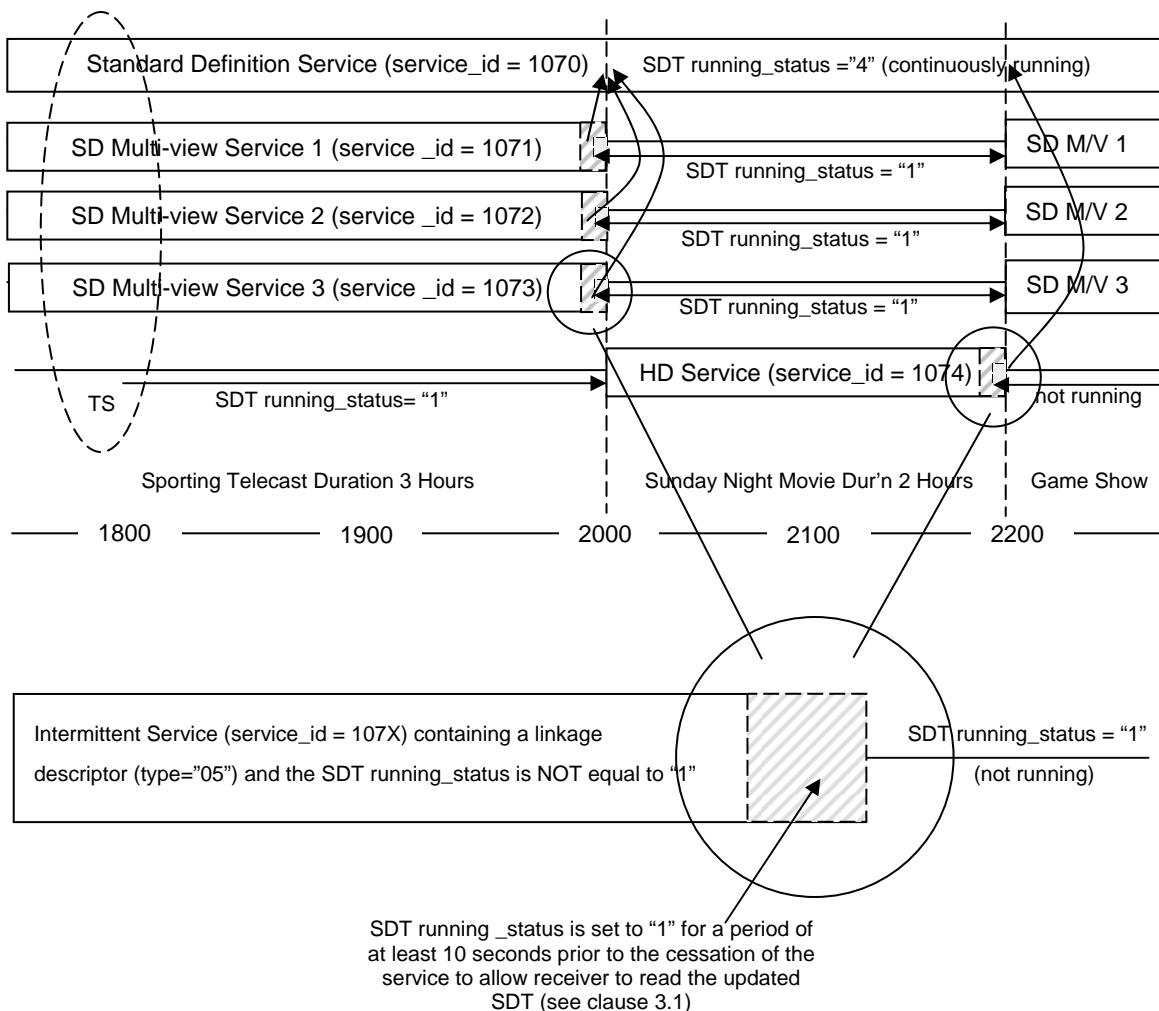 Standard Definition Service (service_id = 1070) SDT running_status ="4" (continuously running)
SD Multi-view Service 1 (service _id = 1071) SD M/V 1
SDT running_status = "1"
SD Multi-view Service 2 (service _id = 1072) SD M/V 2
SDT running_status = "1"
SD Multi-view Service 3 (service _id = 1073) SD M/V 3
SDT running_status = "1"
HD Service (service_id = 1074)
TS SDT running_status= "1" not running
Sporting Telecast Duration 3 Hours Sunday Night Movie Dur'n 2 Hours Game Show
1800 1900 2000 2100 2200
Intermittent Service (service_id = 107X) containing a linkage
descriptor (type="05") and the SDT running_status is NOT equal to "1"
SDT running_status = "1"
(not running)
SDT running _status is set to "1" for a period of
at least 10 seconds prior to the cessation of the
service to allow receiver to read the updated
SDT (see clause 3.1)